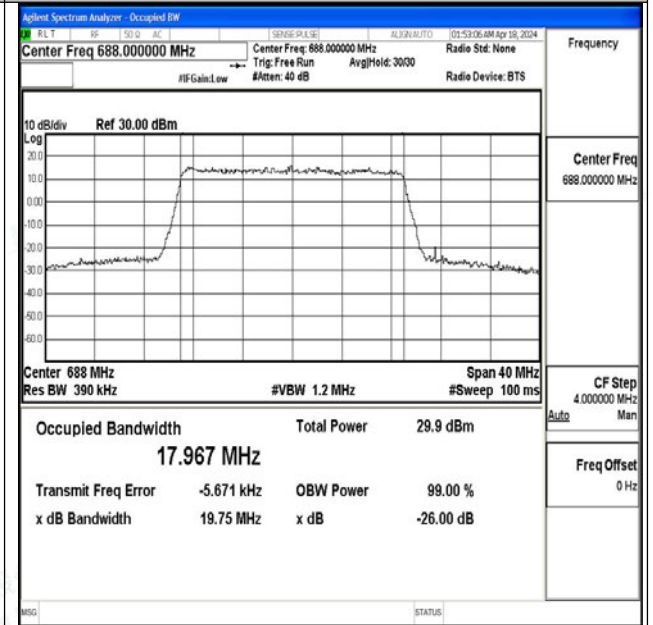 Agilent Spectrum Analyzer - Occupied BW
RLT RF 50 Ω AC SENSE:PULSE ALIGN AUTO 01:53:06 AM Apr 18, 2024
Center Freq 688.000000 MHz
Center Freq: 688.000000 MHz Radio Std: None
Trig: Free Run Avg|Hold: 30/30
#IFGain:Low #Atten: 40 dB Radio Device: BTS
Frequency
10 dB/div Ref 30.00 dBm
Log
20.0
10.0
0.00
-10.0
-20.0
-30.0
-40.0
-50.0
-60.0
Center 688 MHz Span 40 MHz
Res BW 390 kHz #VBW 1.2 MHz #Sweep 100 ms
Occupied Bandwidth Total Power 29.9 dBm
17.967 MHz
Transmit Freq Error -5.671 kHz OBW Power 99.00 %
x dB Bandwidth 19.75 MHz x dB -26.00 dB
Center Freq
688.000000 MHz
CF Step
4.000000 MHz
Auto Man
Freq Offset
0 Hz
MSG STATUS